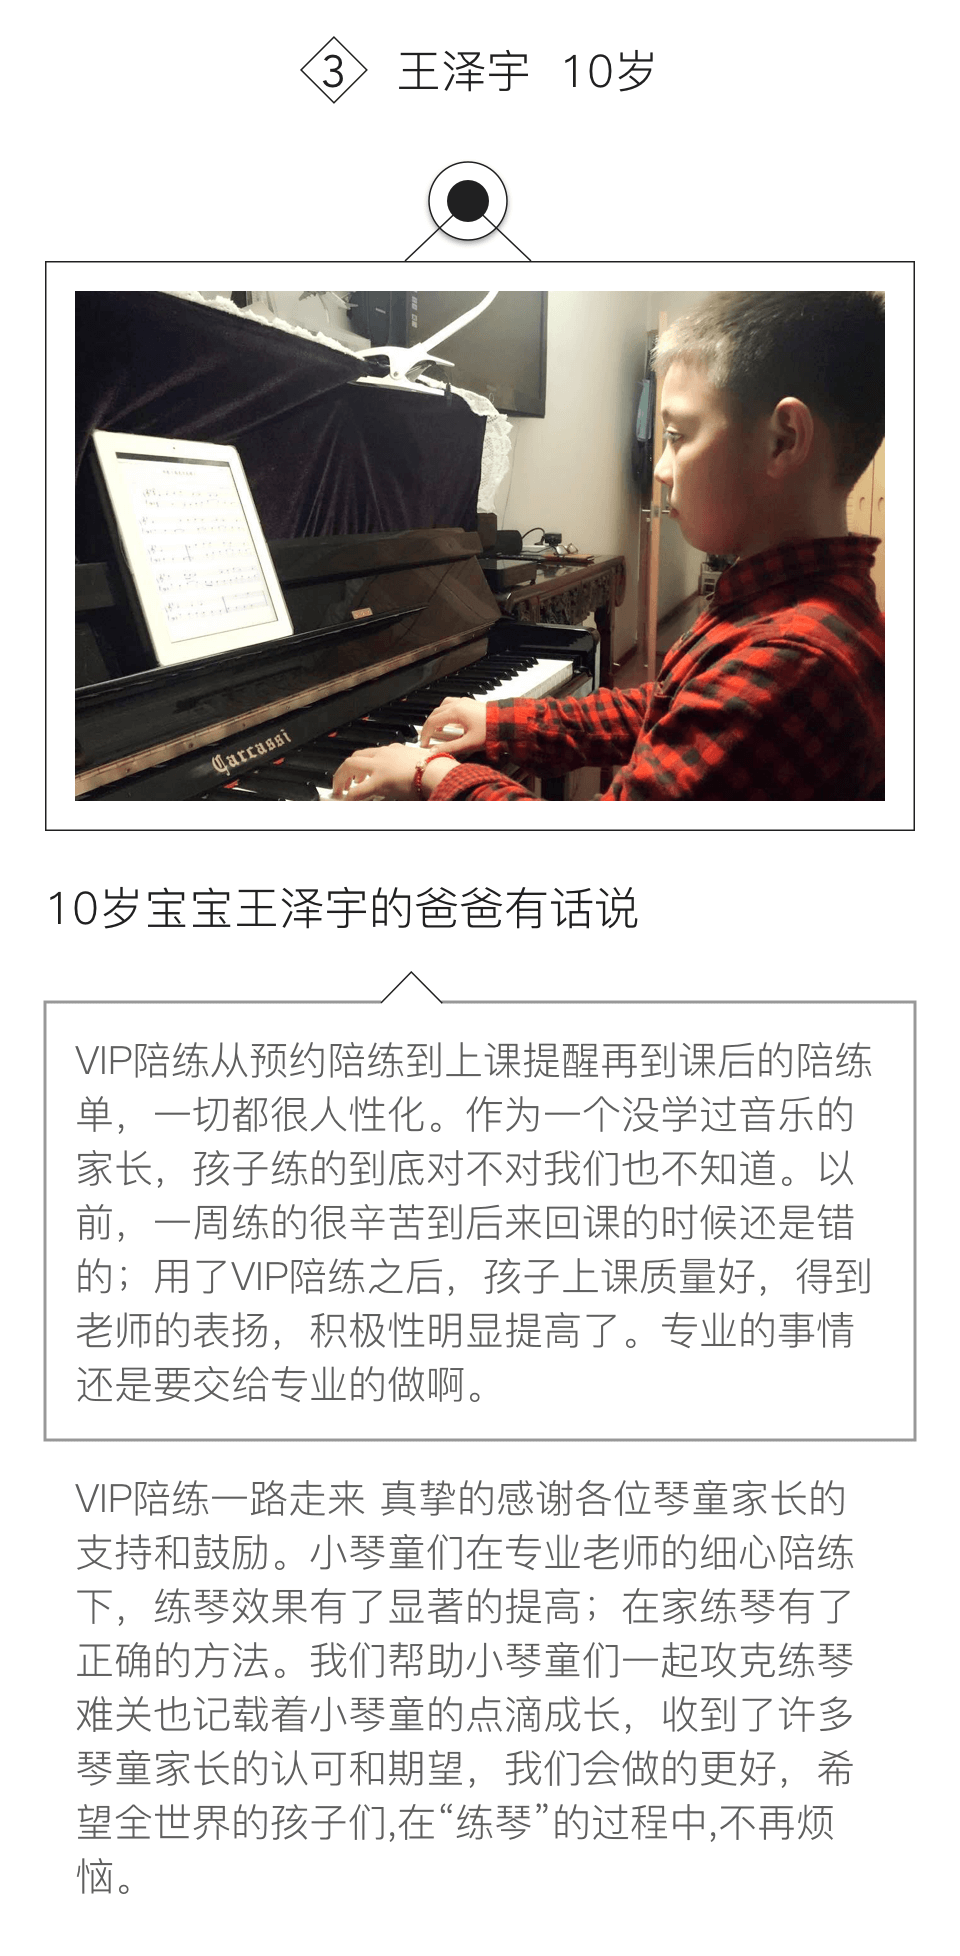 3 王泽宇 10岁
Carcassi
10岁宝宝王泽宇的爸爸有话说
VIP陪练从预约陪练到上课提醒再到课后的陪练
单，一切都很人性化。作为一个没学过音乐的
家长，孩子练的到底对不对我们也不知道。以
前，一周练的很辛苦到后来回课的时候还是错
的；用了VIP陪练之后，孩子上课质量好，得到
老师的表扬，积极性明显提高了。专业的事情
还是要交给专业的做啊。
VIP陪练一路走来 真挚的感谢各位琴童家长的
支持和鼓励。小琴童们在专业老师的细心陪练
下，练琴效果有了显著的提高；在家练琴有了
正确的方法。我们帮助小琴童们一起攻克练琴
难关也记载着小琴童的点滴成长，收到了许多
琴童家长的认可和期望，我们会做的更好，希
望全世界的孩子们,在“练琴”的过程中,不再烦
恼。